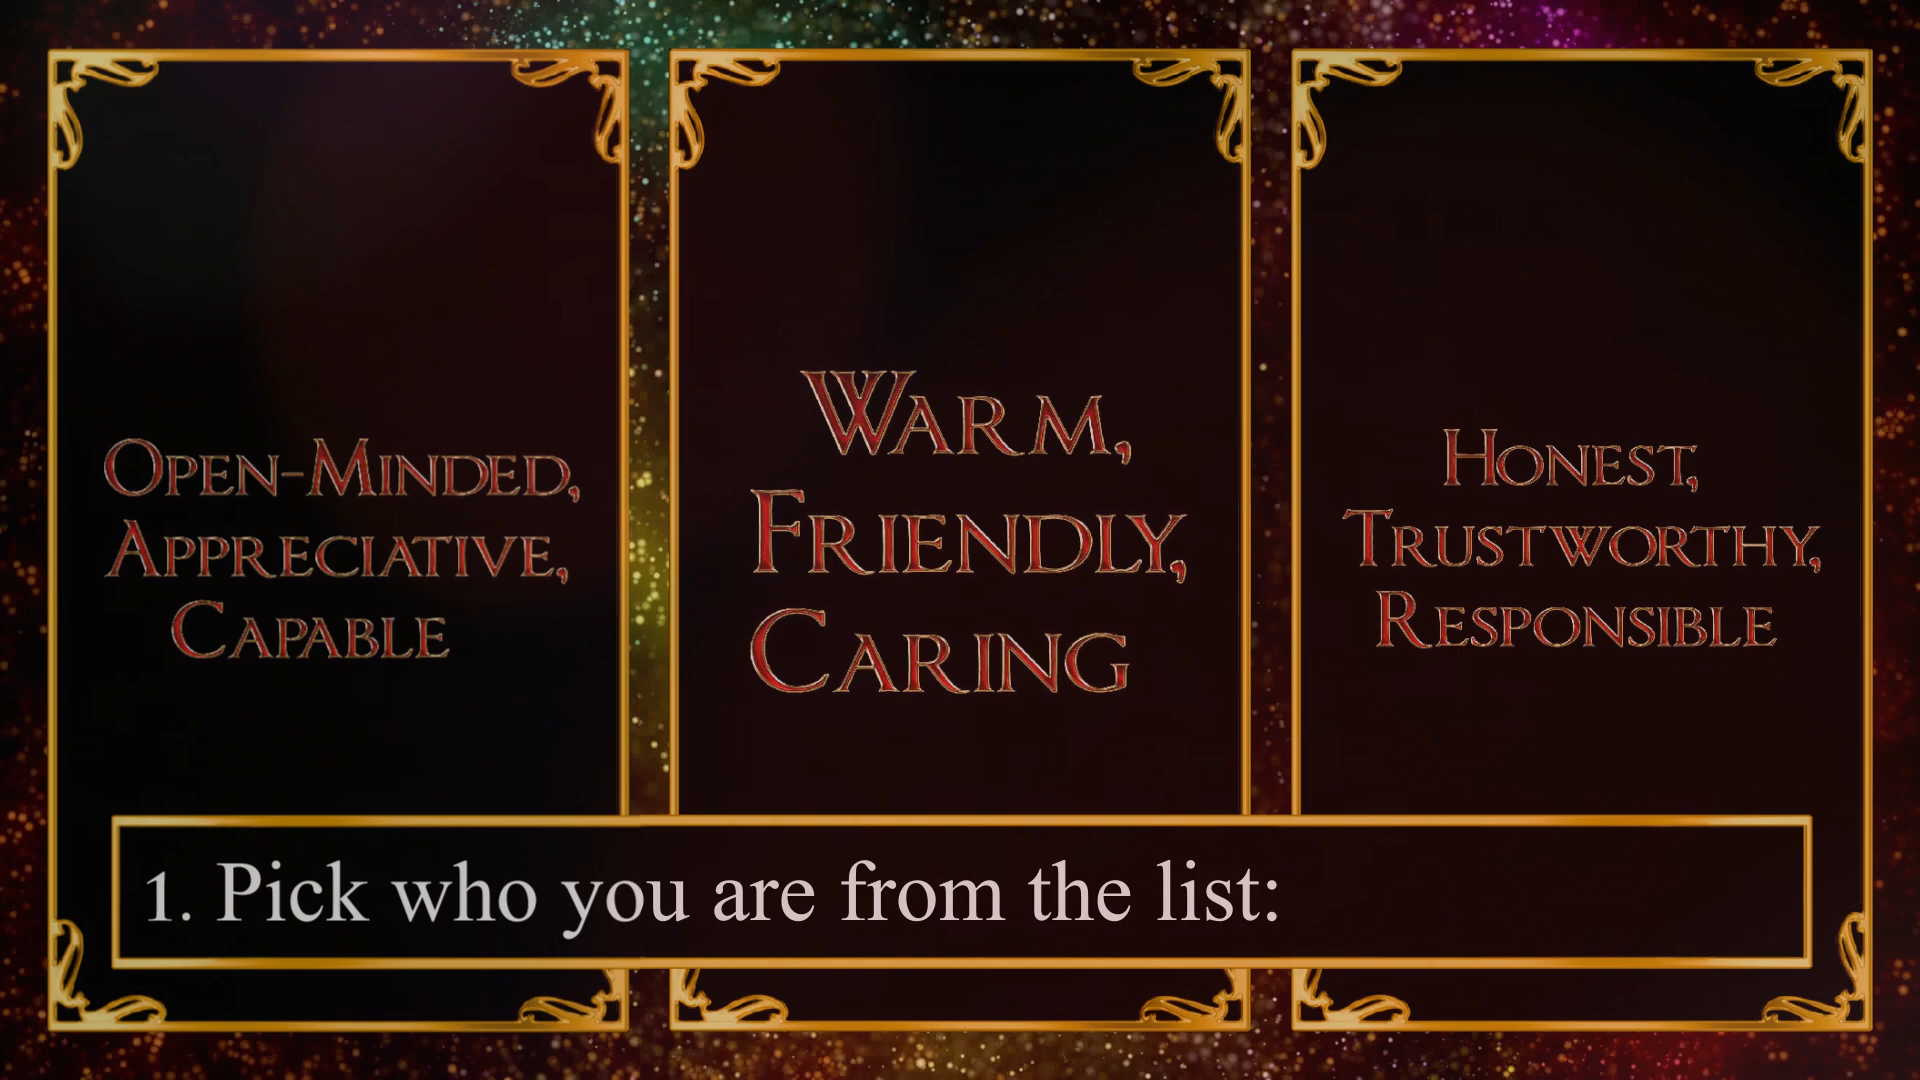 Open-Minded,
Appreciative,
Capable
Warm,
Friendly,
Caring
Honest,
Trustworthy,
Responsible
1. Pick who you are from the list: